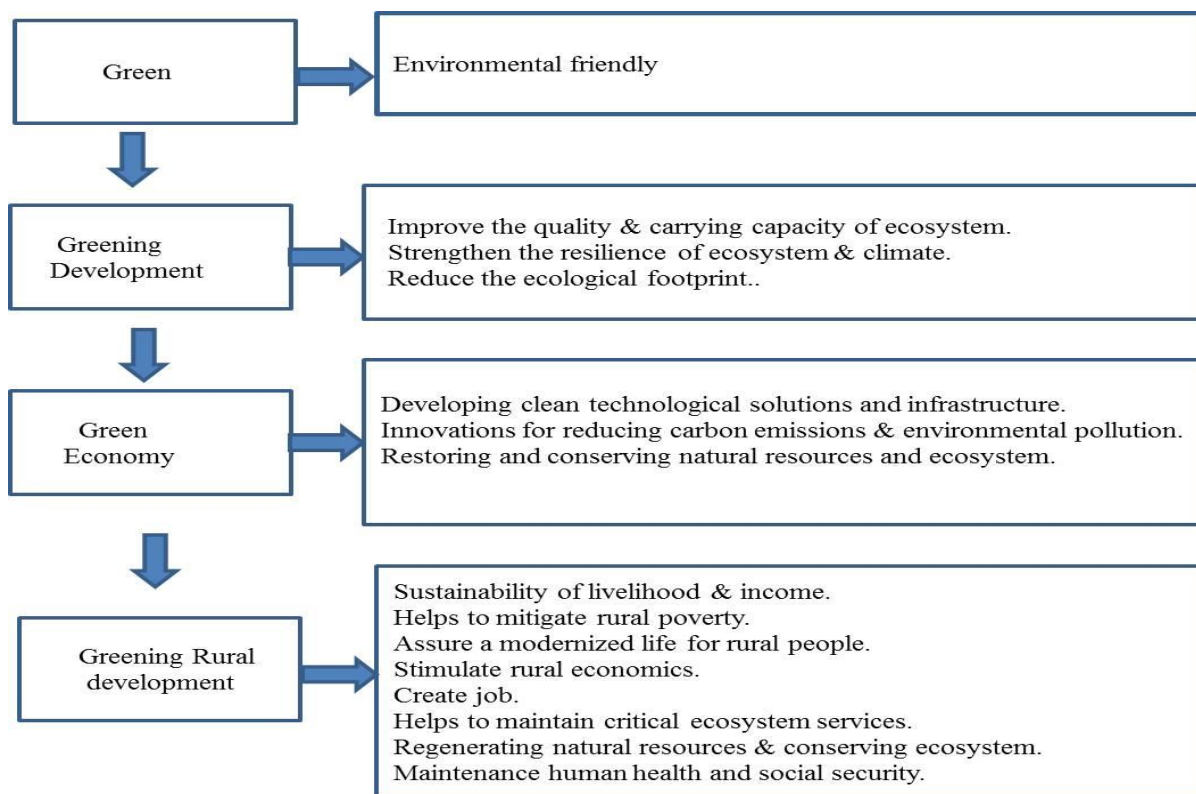 Green
Environmental friendly
Greening
Development
Improve the quality & carrying capacity of ecosystem.
Strengthen the resilience of ecosystem & climate.
Reduce the ecological footprint..
Green
Economy
Developing clean technological solutions and infrastructure.
Innovations for reducing carbon emissions & environmental pollution.
Restoring and conserving natural resources and ecosystem.
Greening Rural
development
Sustainability of livelihood & income.
Helps to mitigate rural poverty.
Assure a modernized life for rural people.
Stimulate rural economics.
Create job.
Helps to maintain critical ecosystem services.
Regenerating natural resources & conserving ecosystem.
Maintenance human health and social security.